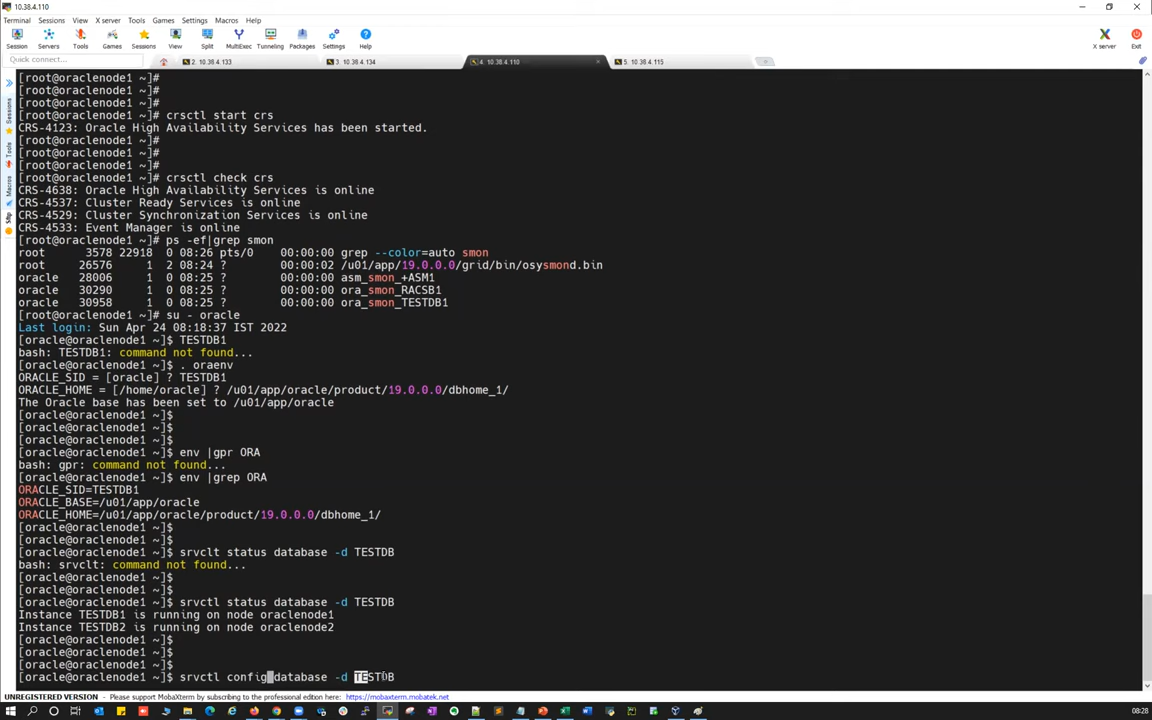 10.38.4.110
Terminal Sessions View X server Tools Games Settings Macros Help
Session Servers Tools Games Sessions View Split MultiExec Tunneling Packages Settings Help X server Exit
Quick connect...
2. 10.38.4.133
3. 10.38.4.134
4. 10.38.4.110
5. 10.38.4.115
Sessions
Tools
Macros
Sftp
[root@oraclenode1 ~]#
[root@oraclenode1 ~]#
[root@oraclenode1 ~]#
[root@oraclenode1 ~]# crsctl start crs
CRS-4123: Oracle High Availability Services has been started.
[root@oraclenode1 ~]#
[root@oraclenode1 ~]#
[root@oraclenode1 ~]#
[root@oraclenode1 ~]# crsctl check crs
CRS-4638: Oracle High Availability Services is online
CRS-4537: Cluster Ready Services is online
CRS-4529: Cluster Synchronization Services is online
CRS-4533: Event Manager is online
[root@oraclenode1 ~]# ps -ef|grep smon
root 3578 22918 0 08:26 pts/0 00:00:00 grep --color=auto smon
root 26576 1 2 08:24 ? 00:00:02 /u01/app/19.0.0.0/grid/bin/osysmond.bin
oracle 28006 1 0 08:25 ? 00:00:00 asm_smon_+ASM1
oracle 30290 1 0 08:25 ? 00:00:00 ora_smon_RACSB1
oracle 30958 1 0 08:25 ? 00:00:00 ora_smon_TESTDB1
[root@oraclenode1 ~]# su - oracle
Last login: Sun Apr 24 08:18:37 IST 2022
[oracle@oraclenode1 ~]$ TESTDB1
bash: TESTDB1: command not found...
[oracle@oraclenode1 ~]$ . oraenv
ORACLE_SID = [oracle] ? TESTDB1
ORACLE_HOME = [/home/oracle] ? /u01/app/oracle/product/19.0.0.0/dbhome_1/
The Oracle base has been set to /u01/app/oracle
[oracle@oraclenode1 ~]$
[oracle@oraclenode1 ~]$
[oracle@oraclenode1 ~]$
[oracle@oraclenode1 ~]$ env |gpr ORA
bash: gpr: command not found...
[oracle@oraclenode1 ~]$ env |grep ORA
ORACLE_SID=TESTDB1
ORACLE_BASE=/u01/app/oracle
ORACLE_HOME=/u01/app/oracle/product/19.0.0.0/dbhome_1/
[oracle@oraclenode1 ~]$
[oracle@oraclenode1 ~]$
[oracle@oraclenode1 ~]$ srvclt status database -d TESTDB
bash: srvclt: command not found...
[oracle@oraclenode1 ~]$
[oracle@oraclenode1 ~]$
[oracle@oraclenode1 ~]$ srvctl status database -d TESTDB
Instance TESTDB1 is running on node oraclenode1
Instance TESTDB2 is running on node oraclenode2
[oracle@oraclenode1 ~]$
[oracle@oraclenode1 ~]$
[oracle@oraclenode1 ~]$ srvctl config database -d TESTDB
UNREGISTERED VERSION - Please support MobaXterm by subscribing to the professional edition here: https://mobaxterm.mobatek.net
08:28